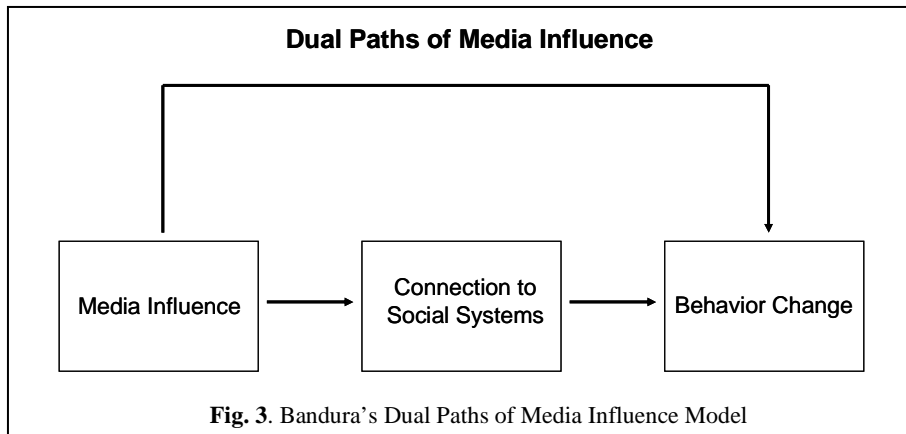 Dual Paths of Media Influence
Media Influence
Connection to
Social Systems
Behavior Change
Fig. 3. Bandura’s Dual Paths of Media Influence Model